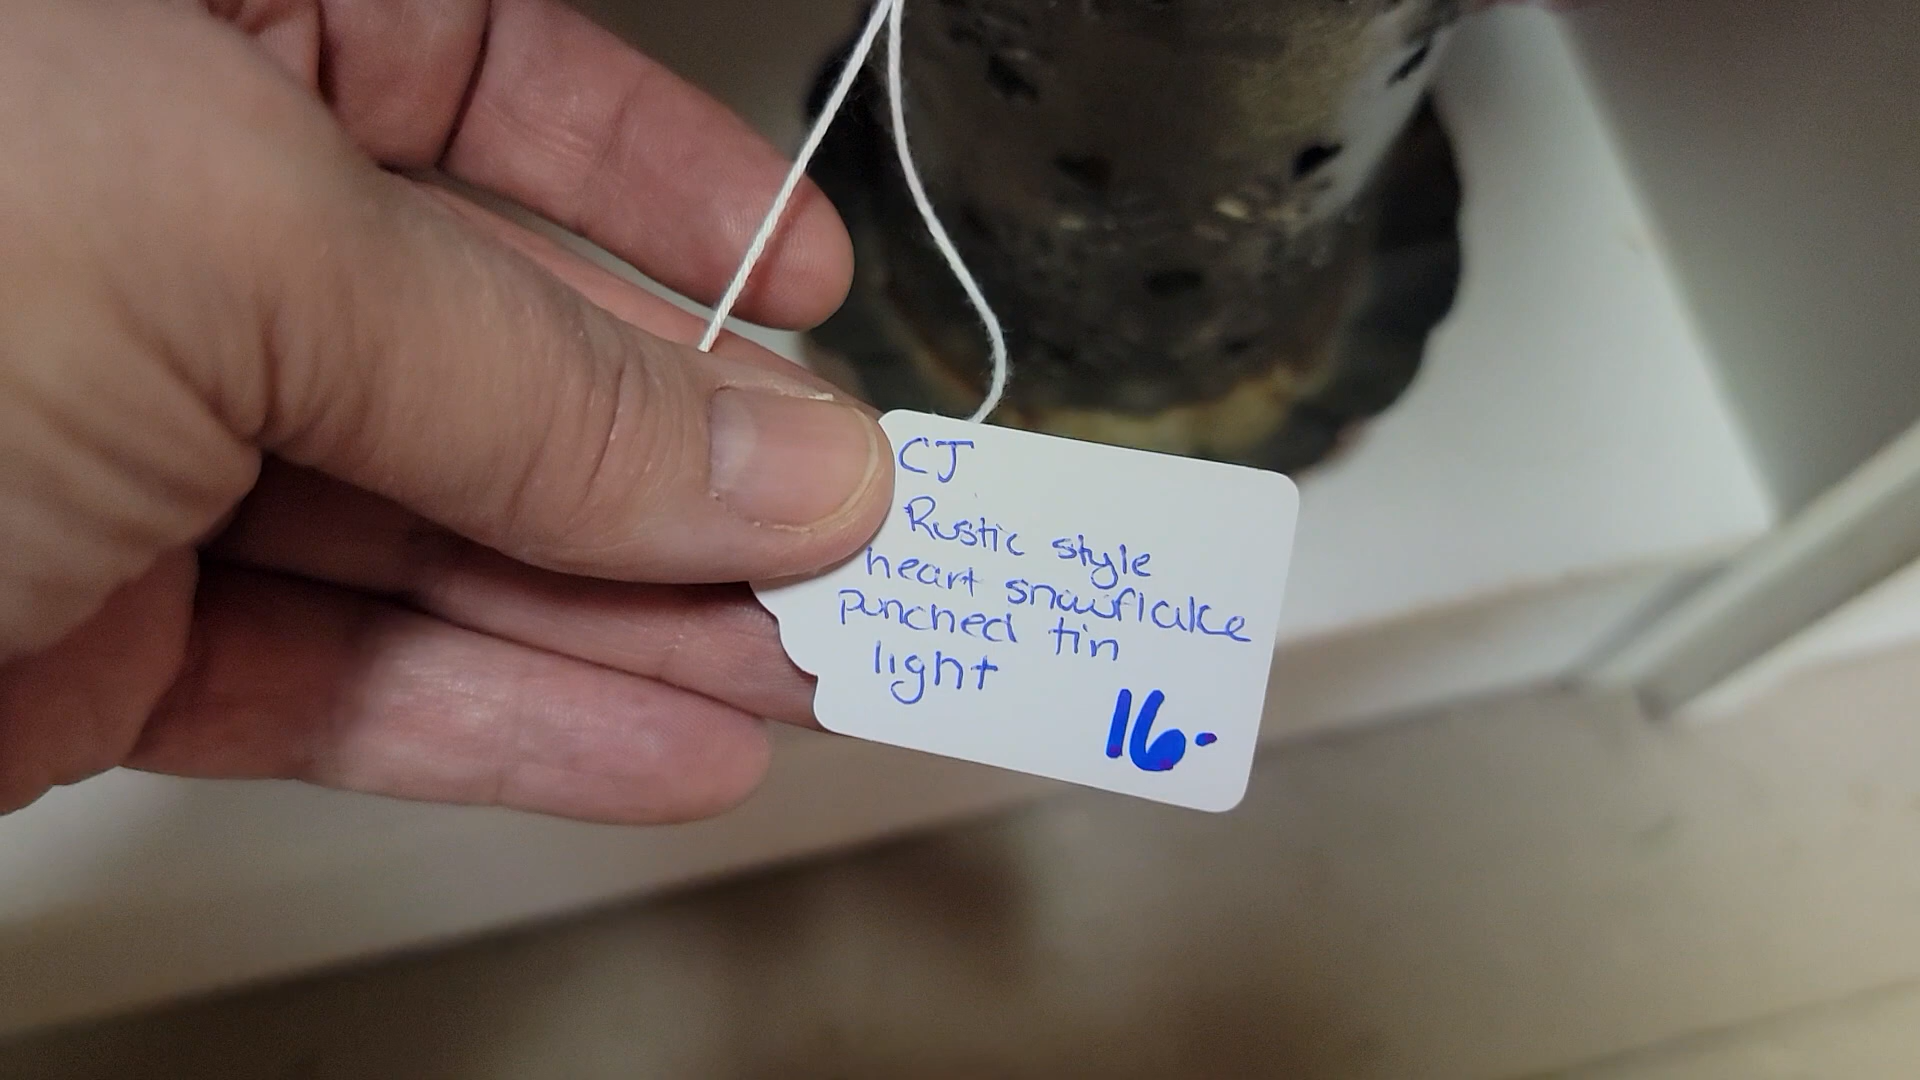 CJ
Rustic style
heart snowflake
punched tin
light
16.